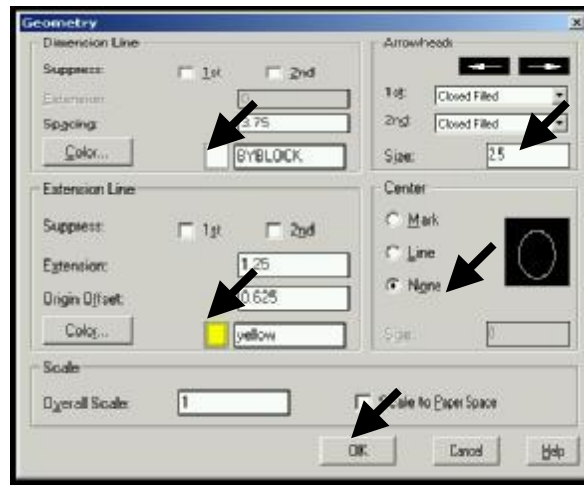 Geometry
Dimension Line
Suppress: 1st 2nd
Extension: 0
Spacing: 3.75
Color... BYBLOCK
Arrowheads
1st: Closed Filled
2nd: Closed Filled
Size: 2.5
Extension Line
Suppress: 1st 2nd
Extension: 1.25
Origin Offset: 0.625
Color... yellow
Center
Mark
Line
None
Size: 0
Scale
Overall Scale: 1
Scale to Paper Space
OK Cancel Help